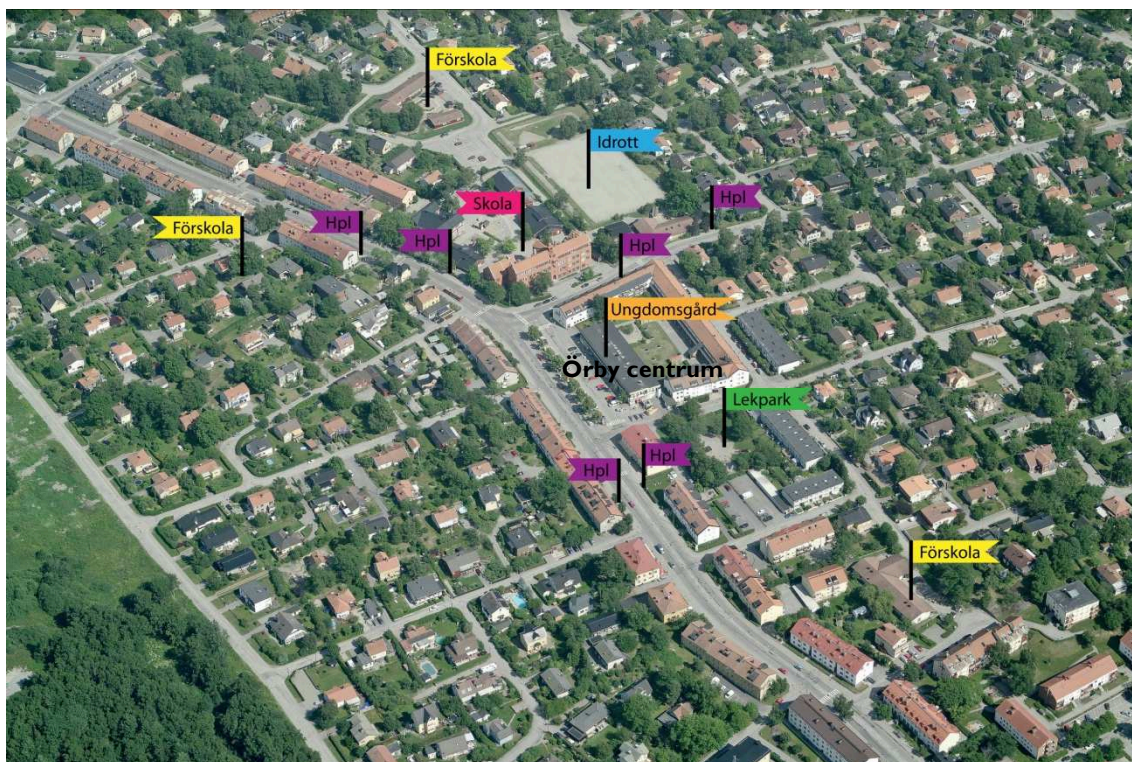 Förskola
Idrott
Skola
Hpl
Förskola
Hpl
Hpl
Hpl
Ungdomsgård
Örby centrum
Lekpark
Hpl
Hpl
Förskola